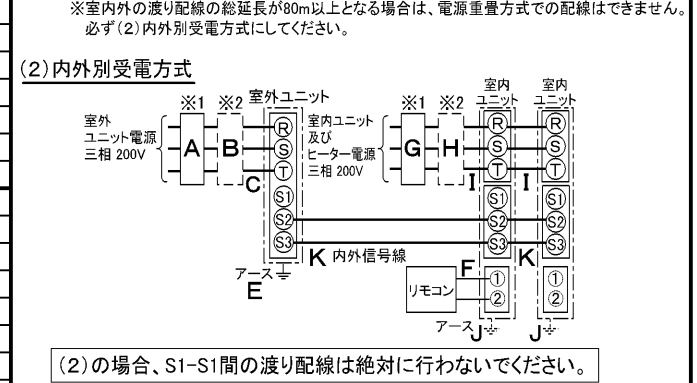 ※室内外の渡り配線の総延長が80m以上となる場合は、電源重畳方式での配線はできません。
必ず(2)内外別受電方式にしてください。
(2)内外別受電方式
※1 ※2 室外ユニット
室外
ユニット電源
三相 200V
A B C
R
S
T
S1
S2
S3
アース
E
※1 ※2
室内ユニット
及び
ヒーター電源
三相 200V
G H I I
室内
ユニット
室内
ユニット
R R
S S
T T
S1 S1
S2 S2
S3 S3
K 内外信号線
K
F
リモコン
① ①
② ②
アース J J
(2)の場合、S1-S1間の渡り配線は絶対に行わないでください。